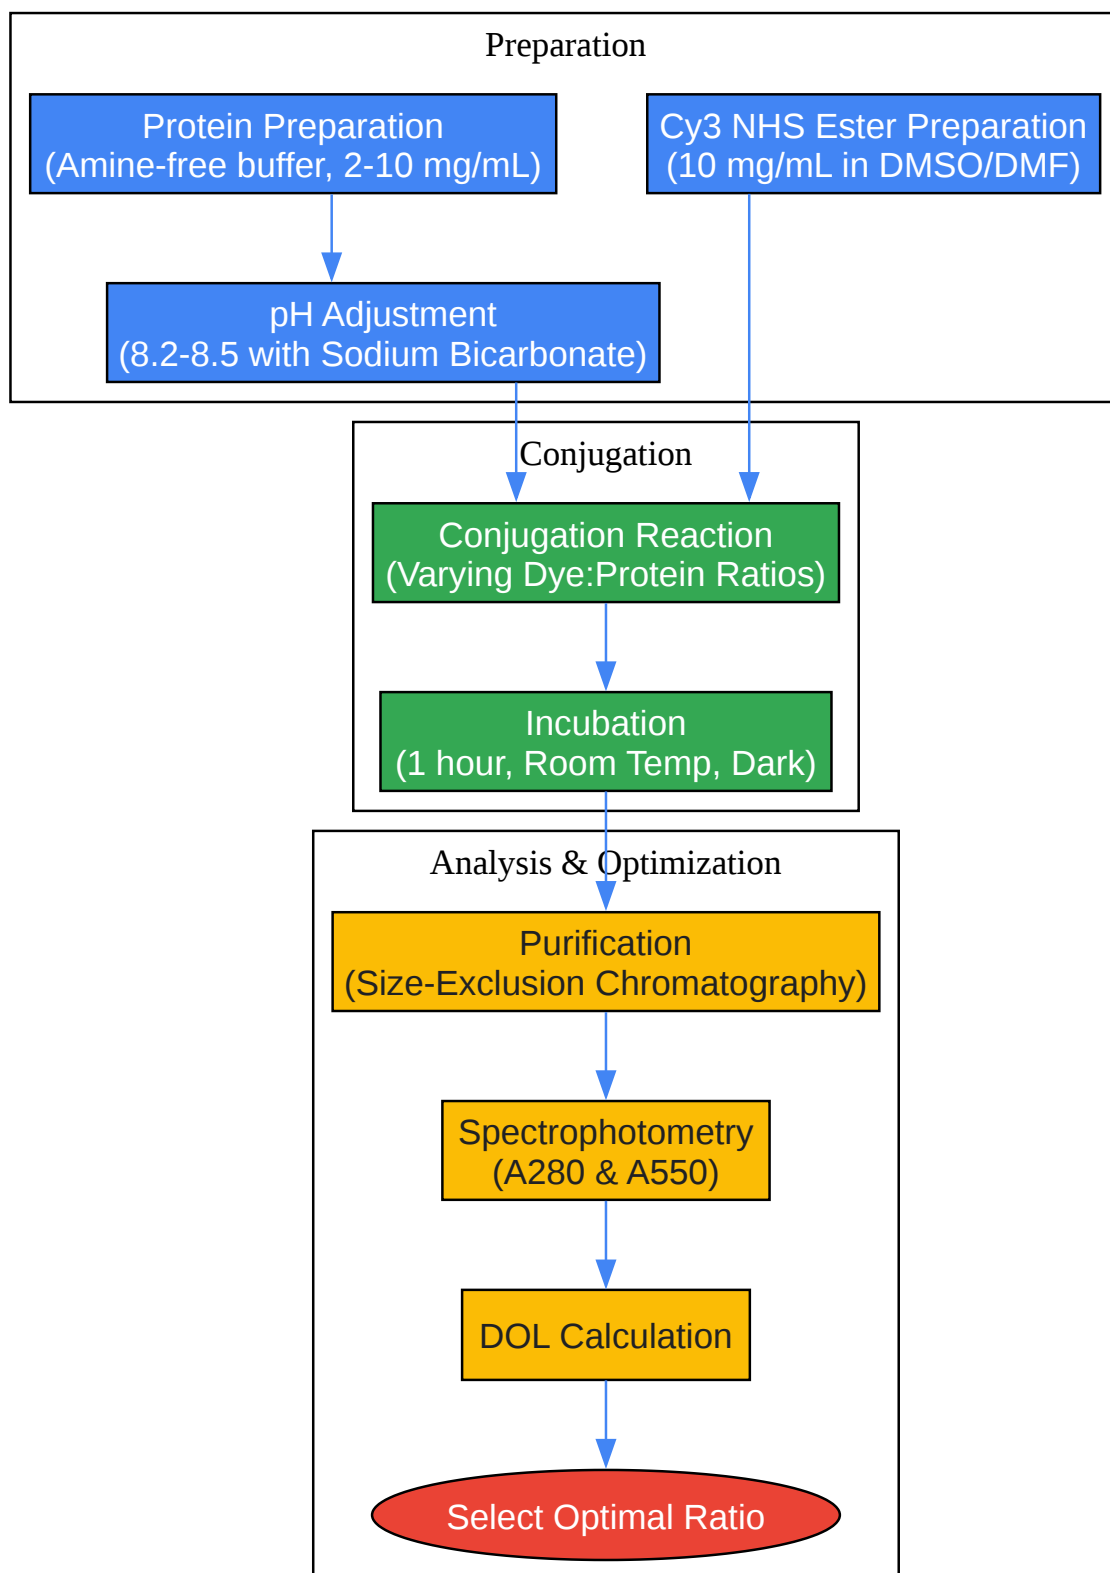 Preparation
Protein Preparation
(Amine-free buffer, 2-10 mg/mL)
Cy3 NHS Ester Preparation
(10 mg/mL in DMSO/DMF)
pH Adjustment
(8.2-8.5 with Sodium Bicarbonate)
Conjugation
Conjugation Reaction
(Varying Dye:Protein Ratios)
Incubation
(1 hour, Room Temp, Dark)
Analysis & Optimization
Purification
(Size-Exclusion Chromatography)
Spectrophotometry
(A280 & A550)
DOL Calculation
Select Optimal Ratio